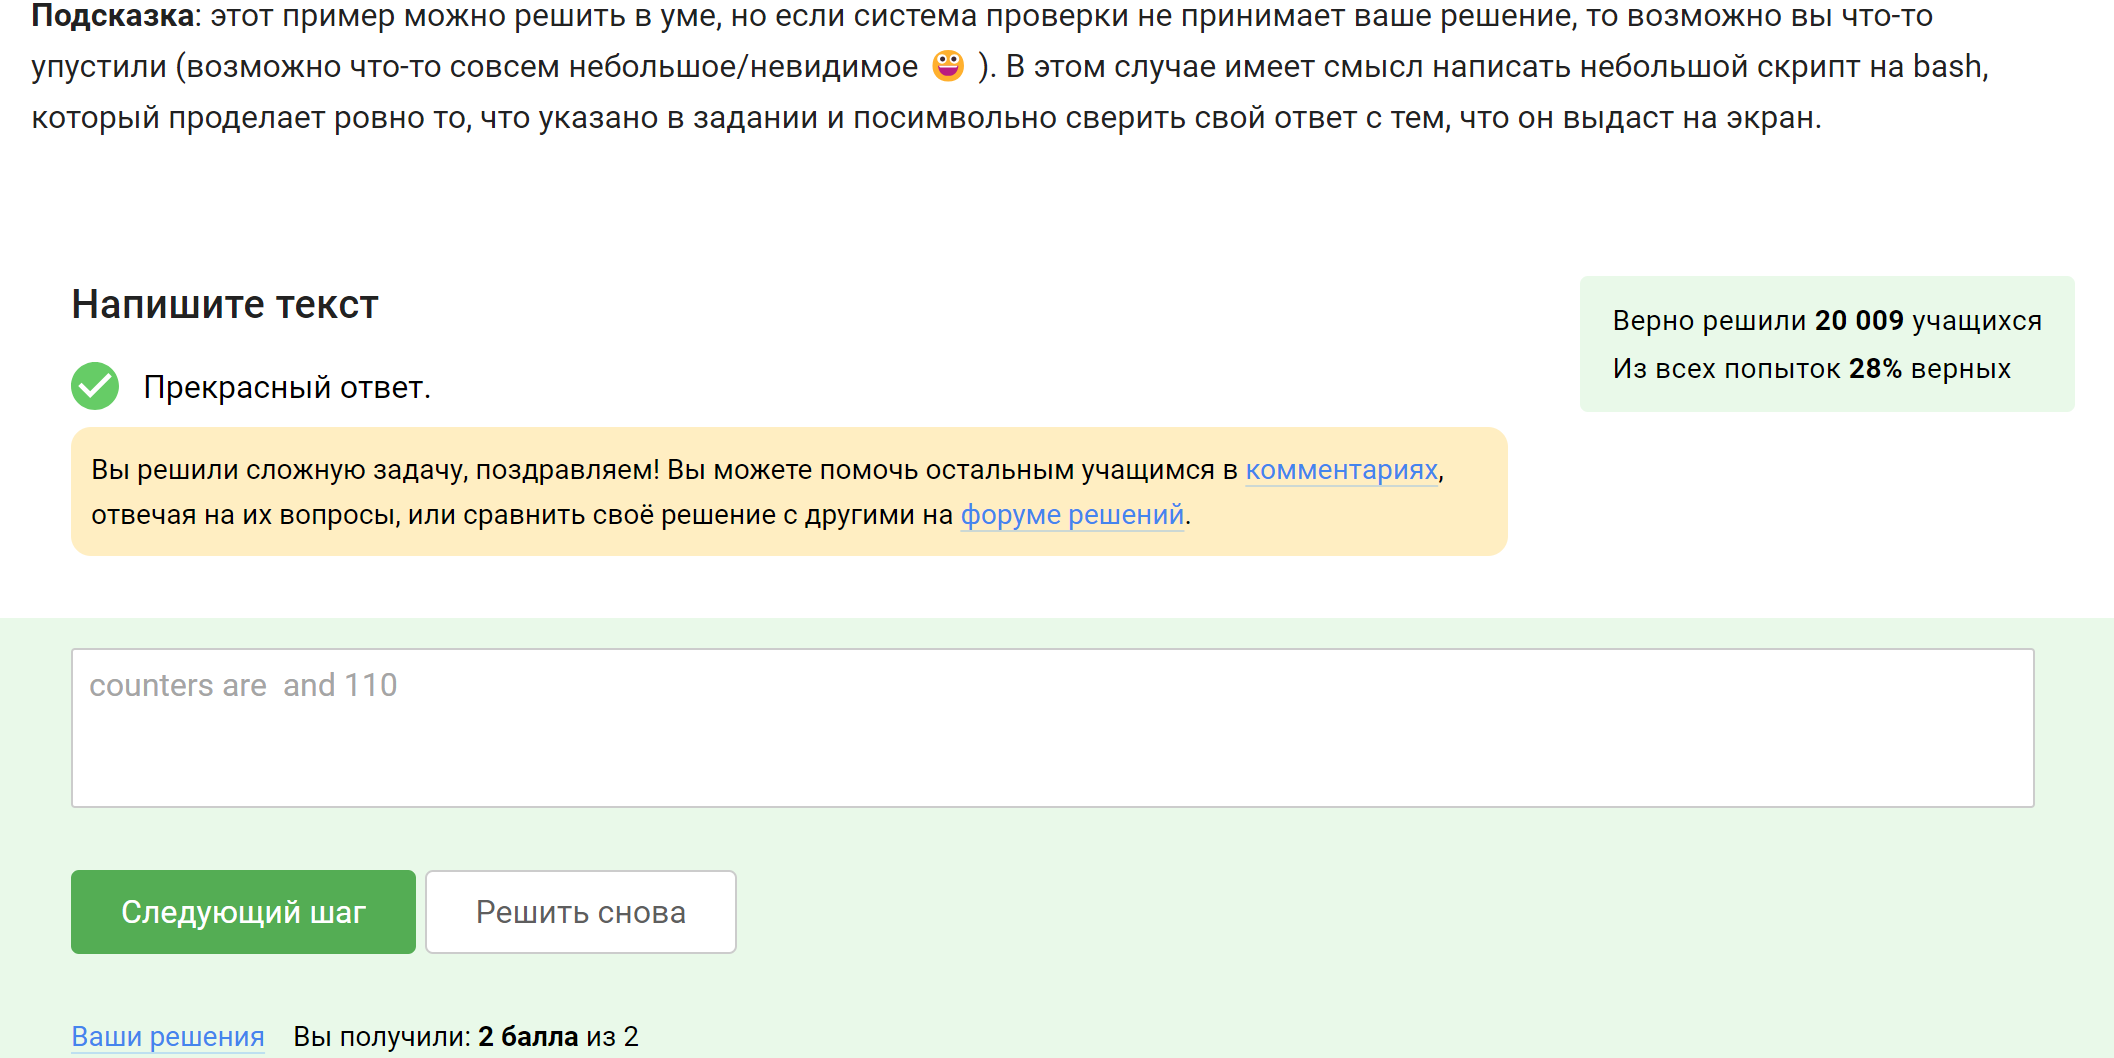 Подсказка: этот пример можно решить в уме, но если система проверки не принимает ваше решение, то возможно вы что-то
упустили (возможно что-то совсем небольшое/невидимое 😀 ). В этом случае имеет смысл написать небольшой скрипт на bash,
который проделает ровно то, что указано в задании и посимвольно сверить свой ответ с тем, что он выдаст на экран.
Напишите текст
Верно решили 20 009 учащихся
Из всех попыток 28% верных
Прекрасный ответ.
Вы решили сложную задачу, поздравляем! Вы можете помочь остальным учащимся в комментариях,
отвечая на их вопросы, или сравнить своё решение с другими на форуме решений.
counters are  and 110
Следующий шаг
Решить снова
Ваши решения
Вы получили: 2 балла из 2